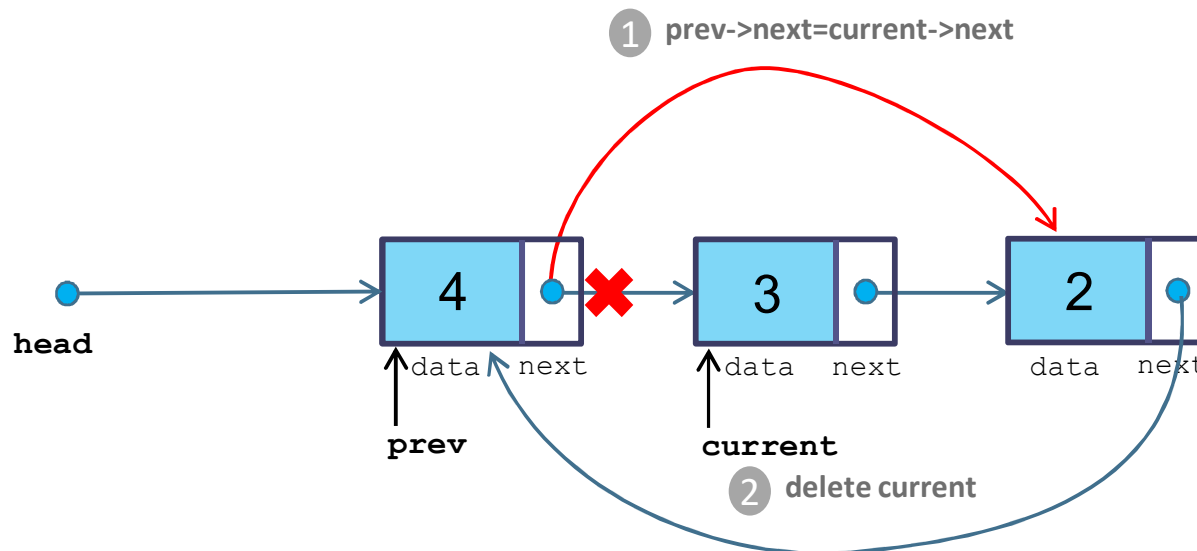 1 prev->next=current->next
4 3 2
head
data next data next data next
prev current
2 delete current